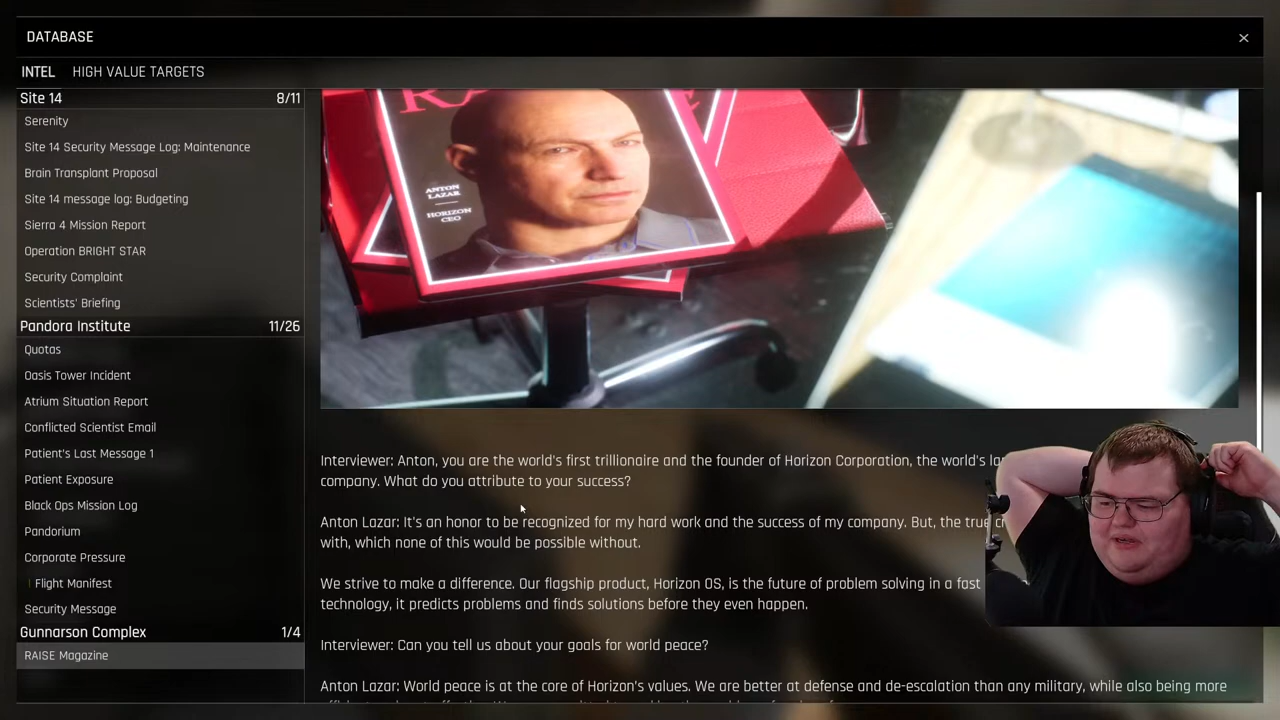 DATABASE
INTEL HIGH VALUE TARGETS
Site 14 8/11
Serenity
Site 14 Security Message Log: Maintenance
Brain Transplant Proposal
Site 14 message log: Budgeting
Sierra 4 Mission Report
Operation BRIGHT STAR
Security Complaint
Scientists' Briefing
Pandora Institute 11/26
Quotas
Oasis Tower Incident
Atrium Situation Report
Conflicted Scientist Email
Patient's Last Message 1
Patient Exposure
Black Ops Mission Log
Pandorium
Corporate Pressure
! Flight Manifest
Security Message
Gunnarson Complex 1/4
RAISE Magazine
ANTON
LAZAR
HORIZON
CEO
Interviewer: Anton, you are the world's first trillionaire and the founder of Horizon Corporation, the world's
company. What do you attribute to your success?
Anton Lazar: It's an honor to be recognized for my hard work and the success of my company. But, the true
with, which none of this would be possible without.
We strive to make a difference. Our flagship product, Horizon OS, is the future of problem solving in a fast
technology, it predicts problems and finds solutions before they even happen.
Interviewer: Can you tell us about your goals for world peace?
Anton Lazar: World peace is at the core of Horizon's values. We are better at defense and de-escalation than any military, while also being more